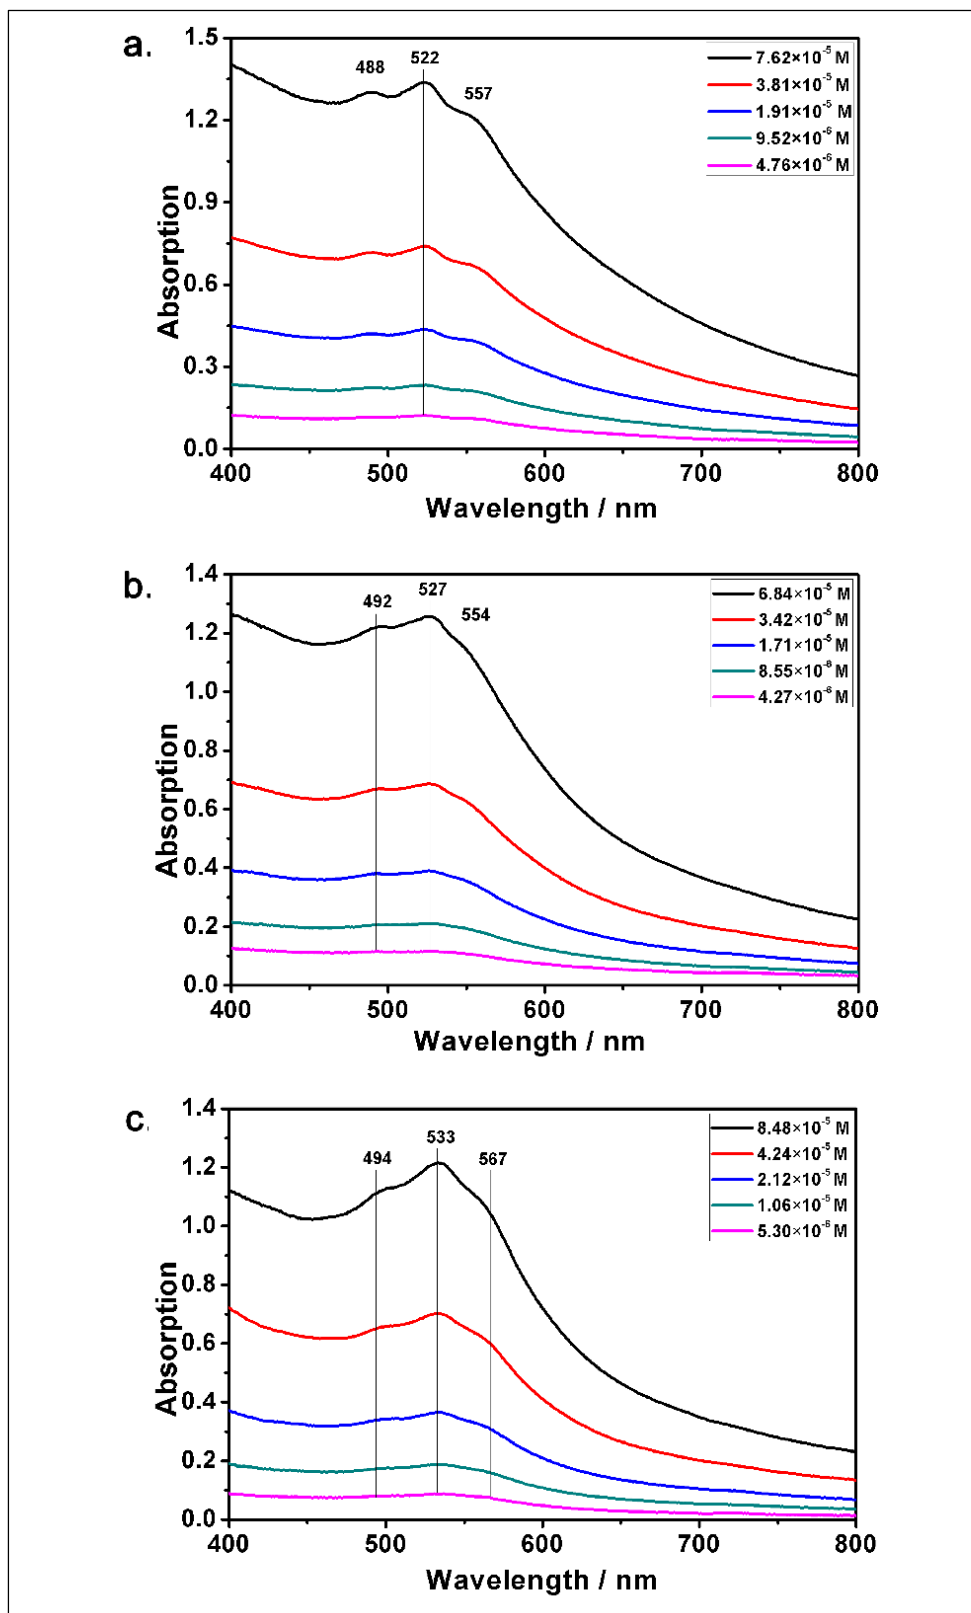 a.
1.5
1.2
0.9
0.6
0.3
0.0
Absorption
488
522
557
7.62×10⁻⁵ M
3.81×10⁻⁵ M
1.91×10⁻⁵ M
9.52×10⁻⁶ M
4.76×10⁻⁶ M
400 500 600 700 800
Wavelength / nm
b.
1.4
1.2
1.0
0.8
0.6
0.4
0.2
0.0
Absorption
492
527
554
6.84×10⁻⁵ M
3.42×10⁻⁵ M
1.71×10⁻⁵ M
8.55×10⁻⁶ M
4.27×10⁻⁶ M
400 500 600 700 800
Wavelength / nm
c.
1.4
1.2
1.0
0.8
0.6
0.4
0.2
0.0
Absorption
494
533
567
8.48×10⁻⁵ M
4.24×10⁻⁵ M
2.12×10⁻⁵ M
1.06×10⁻⁵ M
5.30×10⁻⁶ M
400 500 600 700 800
Wavelength / nm